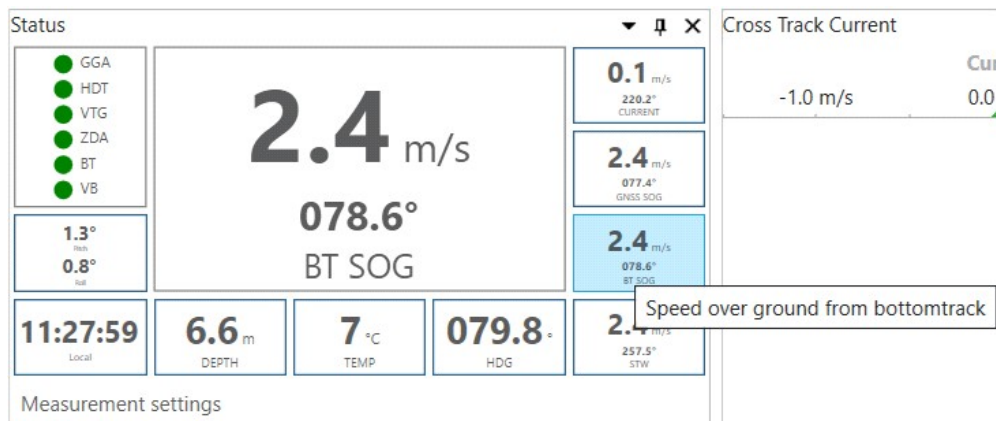 Status
GGA
HDT
VTG
ZDA
BT
VB
2.4 m/s
078.6°
BT SOG
0.1 m/s
220.2°
CURRENT
2.4 m/s
077.4°
GNSS SOG
2.4 m/s
078.6°
BT SOG
1.3°
Pitch
0.8°
Roll
11:27:59
Local
6.6 m
DEPTH
7 °C
TEMP
079.8 °
HDG
m/s
257.5°
STW
Speed over ground from bottomtrack
Measurement settings
Cross Track Current
-1.0 m/s
0.0